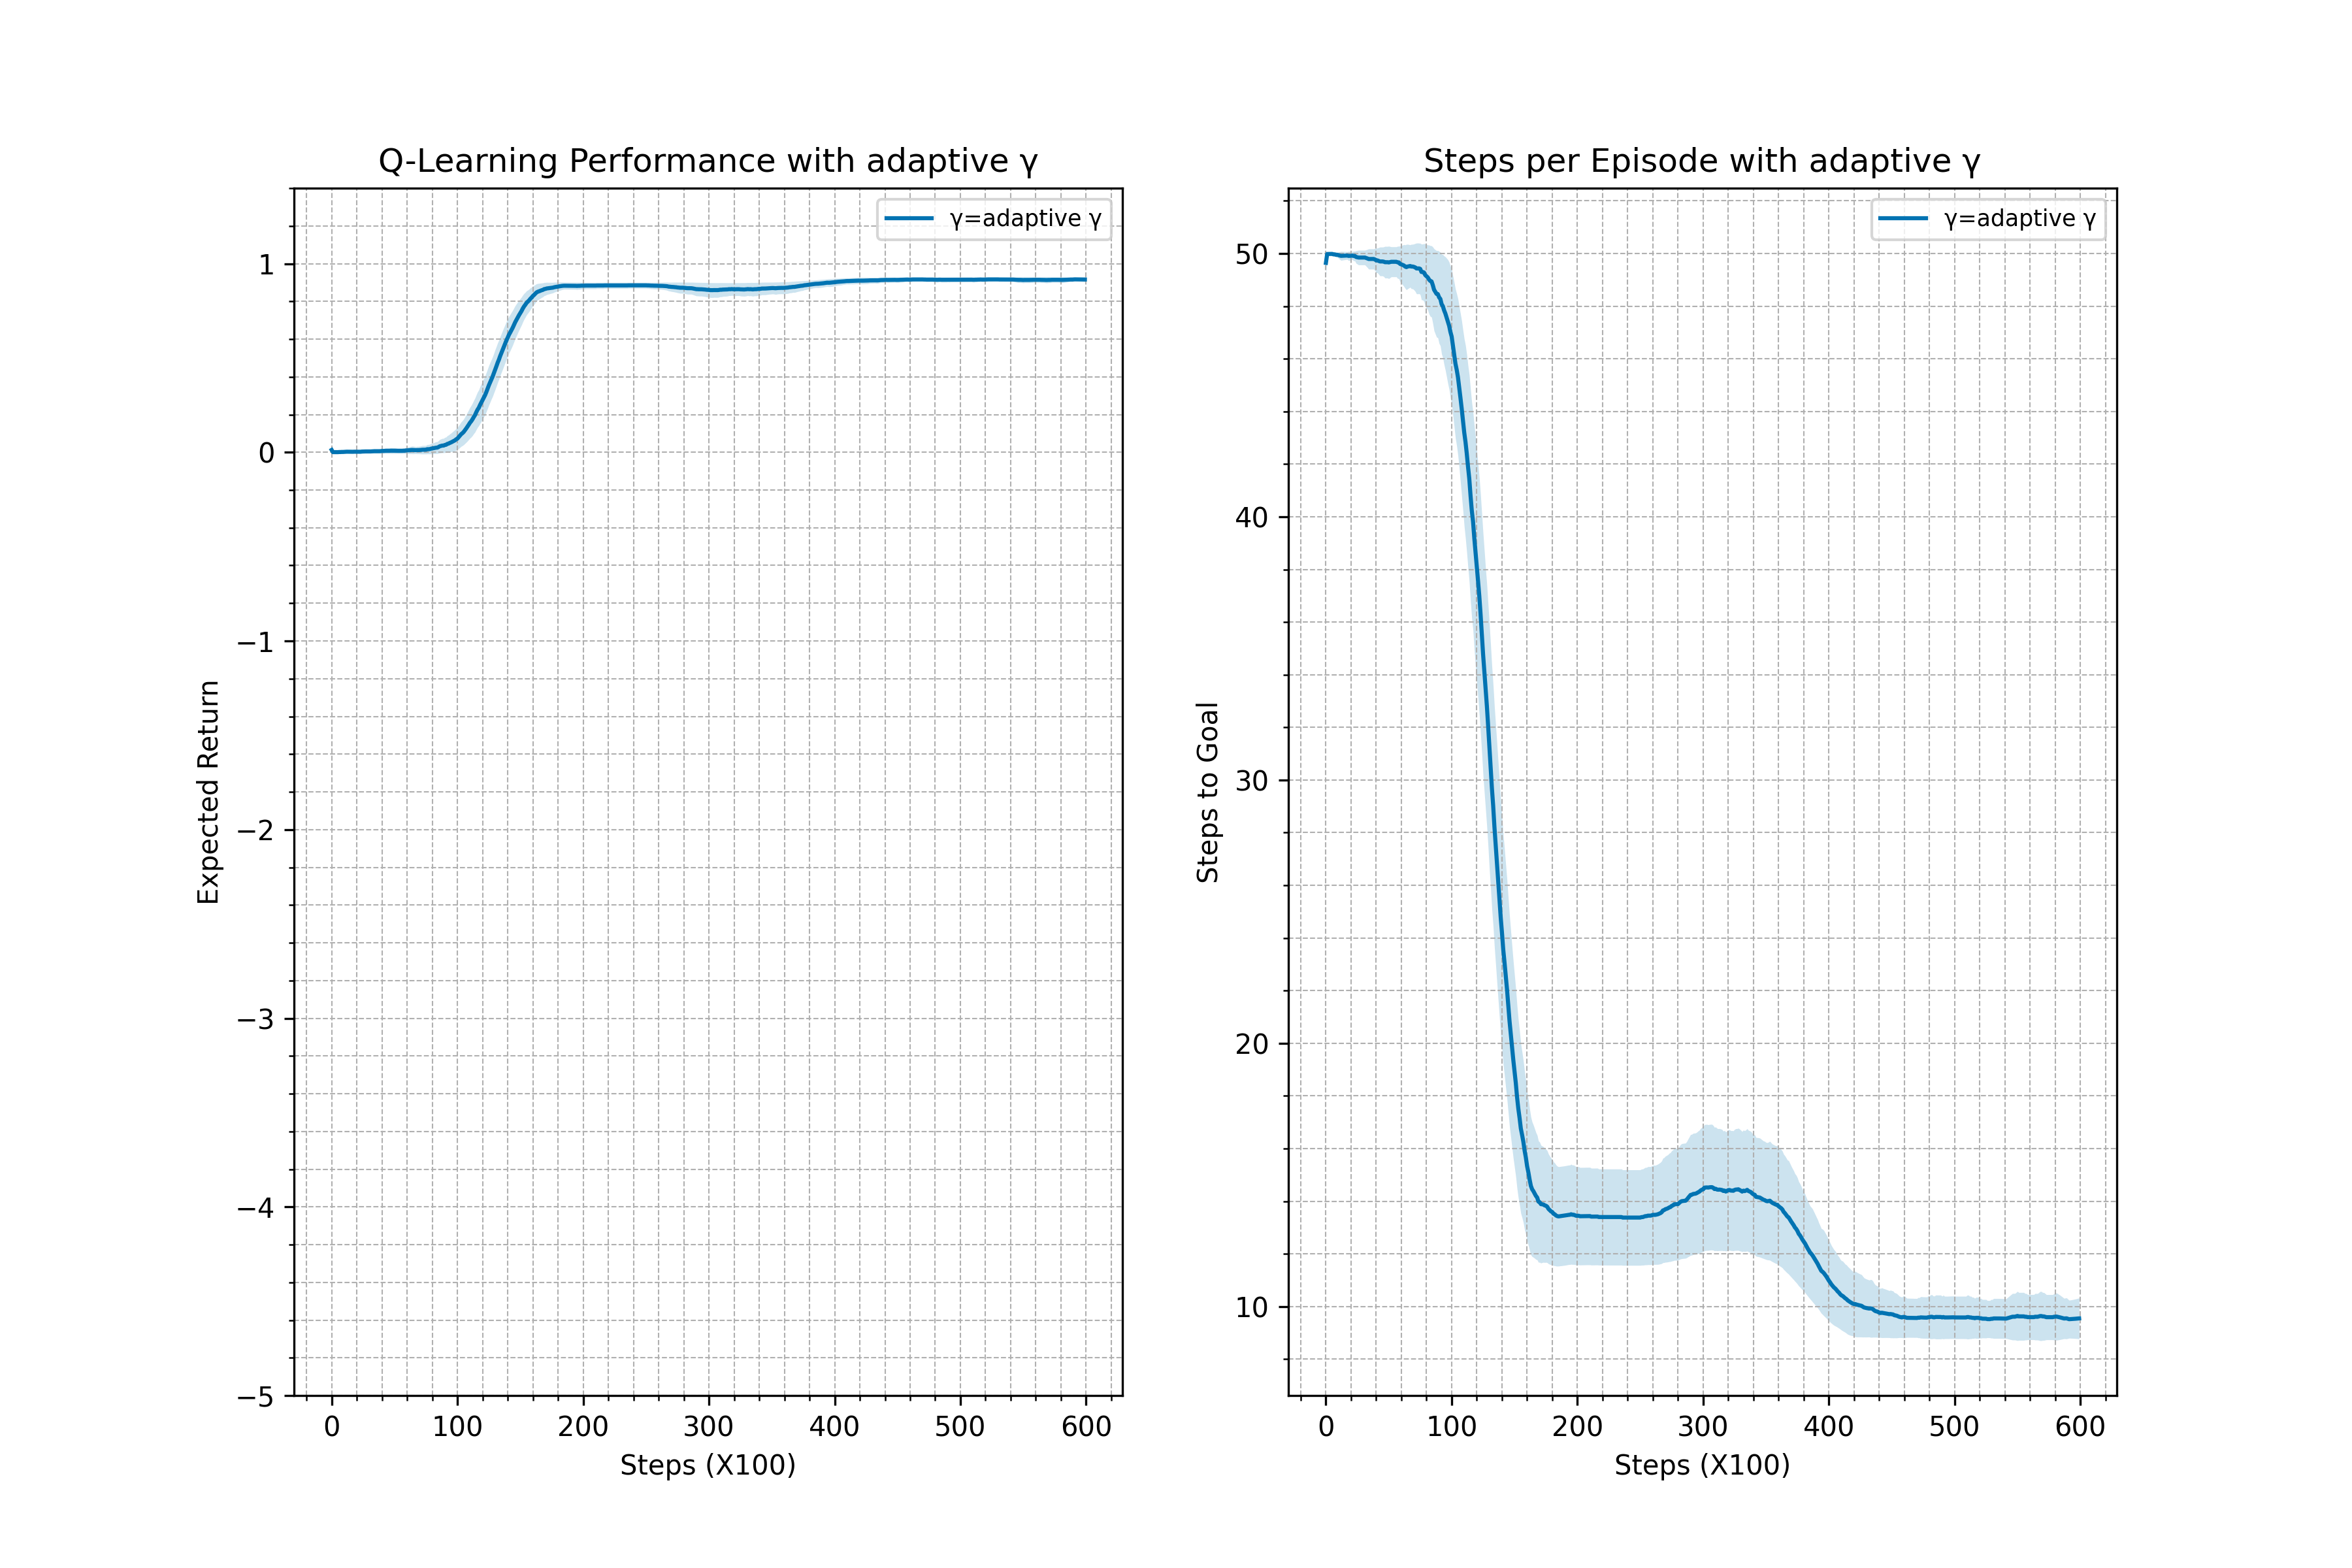 Q-Learning Performance with adaptive γ
γ=adaptive γ
1
0
−1
−2
−3
−4
−5
Expected Return
0 100 200 300 400 500 600
Steps (X100)
Steps per Episode with adaptive γ
γ=adaptive γ
50
40
30
20
10
Steps to Goal
0 100 200 300 400 500 600
Steps (X100)